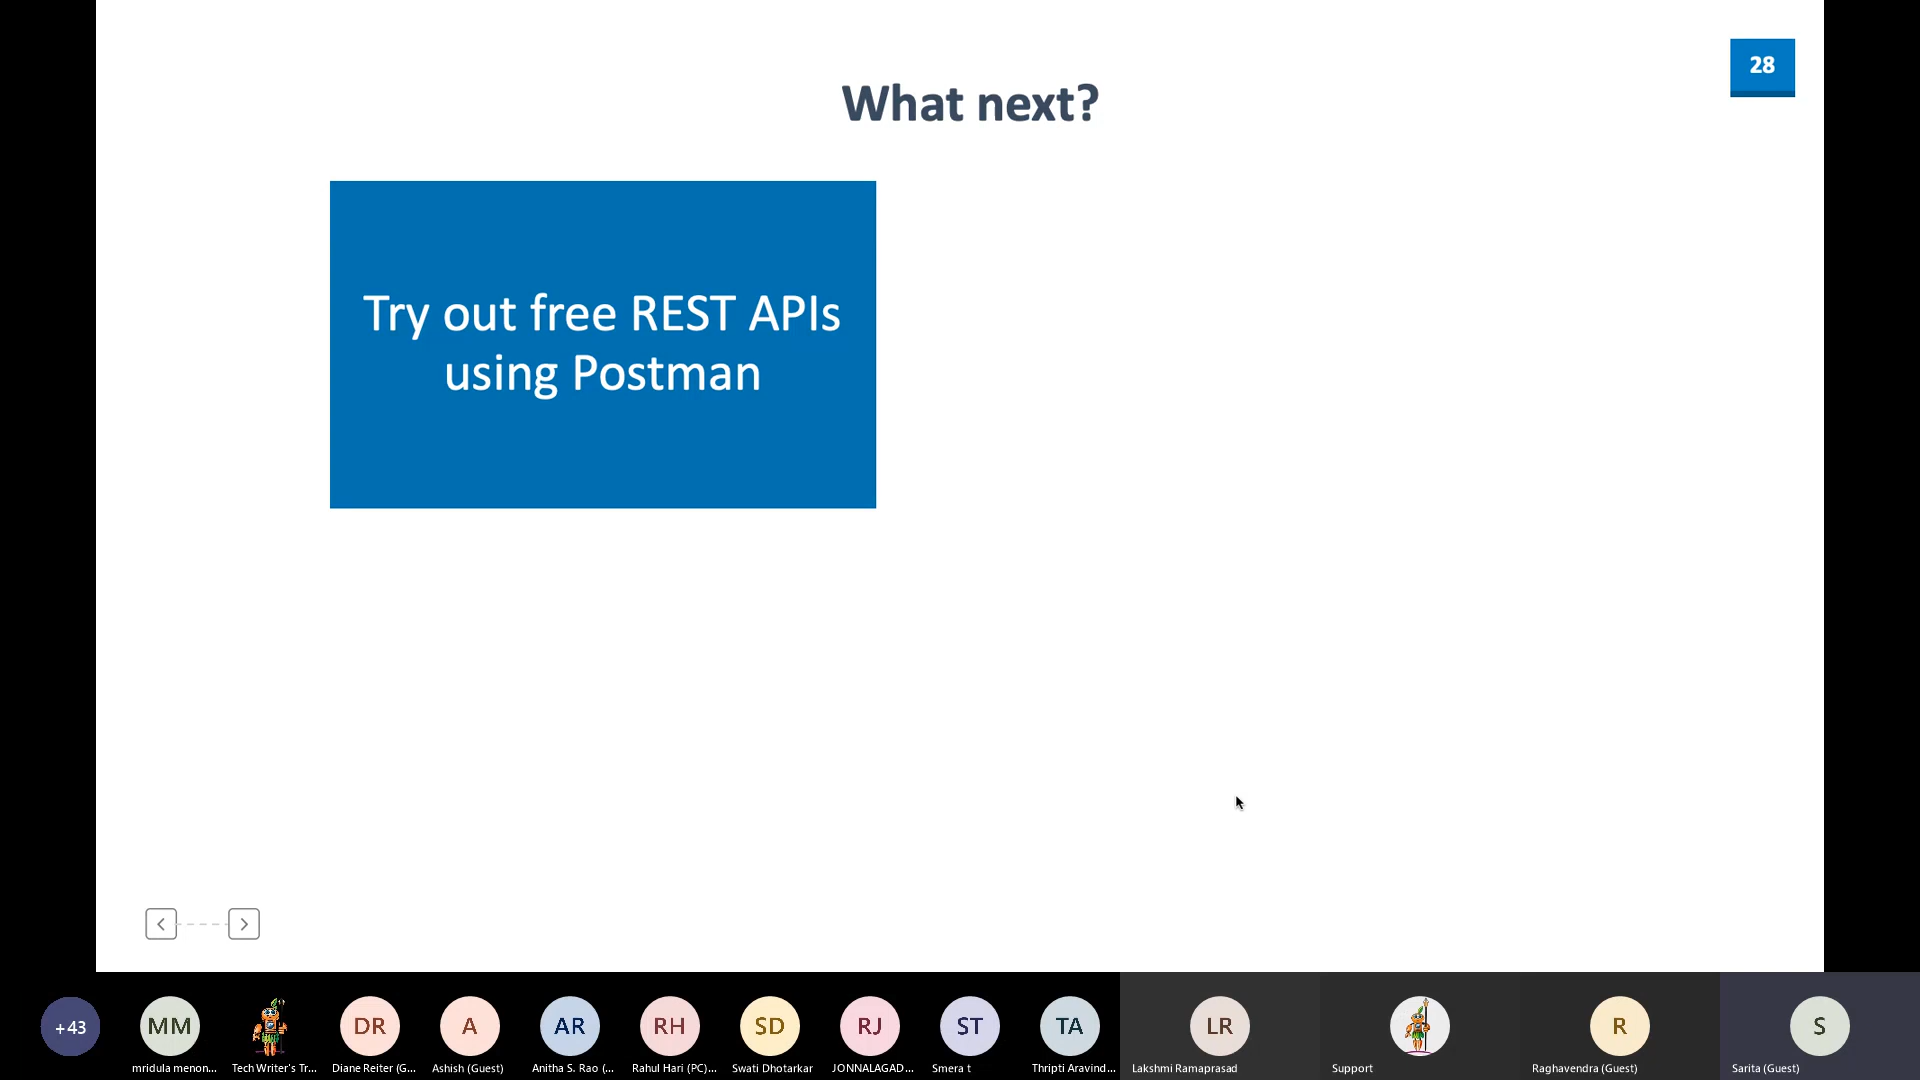 28
What next?
Try out free REST APIs
using Postman
+43
MM
DR
A
AR
RH
SD
RJ
ST
TA
LR
R
S
mridula menon...
Tech Writer's Tr...
Diane Reiter (G...
Ashish (Guest)
Anitha S. Rao (...
Rahul Hari (PC)...
Swati Dhotarkar
JONNALAGAD...
Smera t
Thripti Aravind...
Lakshmi Ramaprasad
Support
Raghavendra (Guest)
Sarita (Guest)